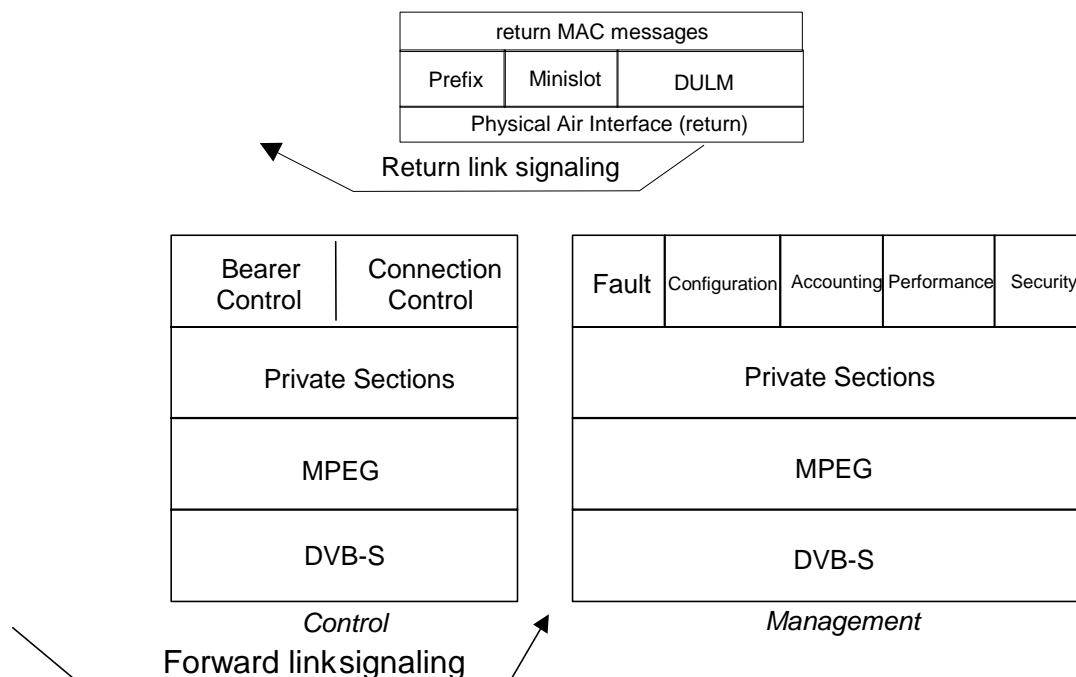 return MAC messages
Prefix Minislot DULM
Physical Air Interface (return)
Return link signaling
Bearer Control
Connection Control
Fault Configuration Accounting Performance Security
Private Sections
Private Sections
MPEG
MPEG
DVB-S
DVB-S
Control
Management
Forward linksignaling